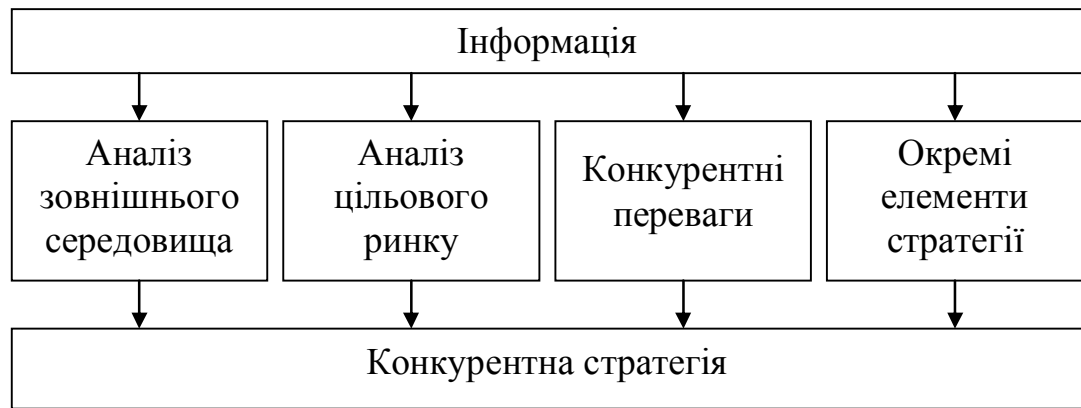 Інформація
Аналіз
зовнішнього
середовища
Аналіз
цільового
ринку
Конкурентні
переваги
Окремі
елементи
стратегії
Конкурентна стратегія